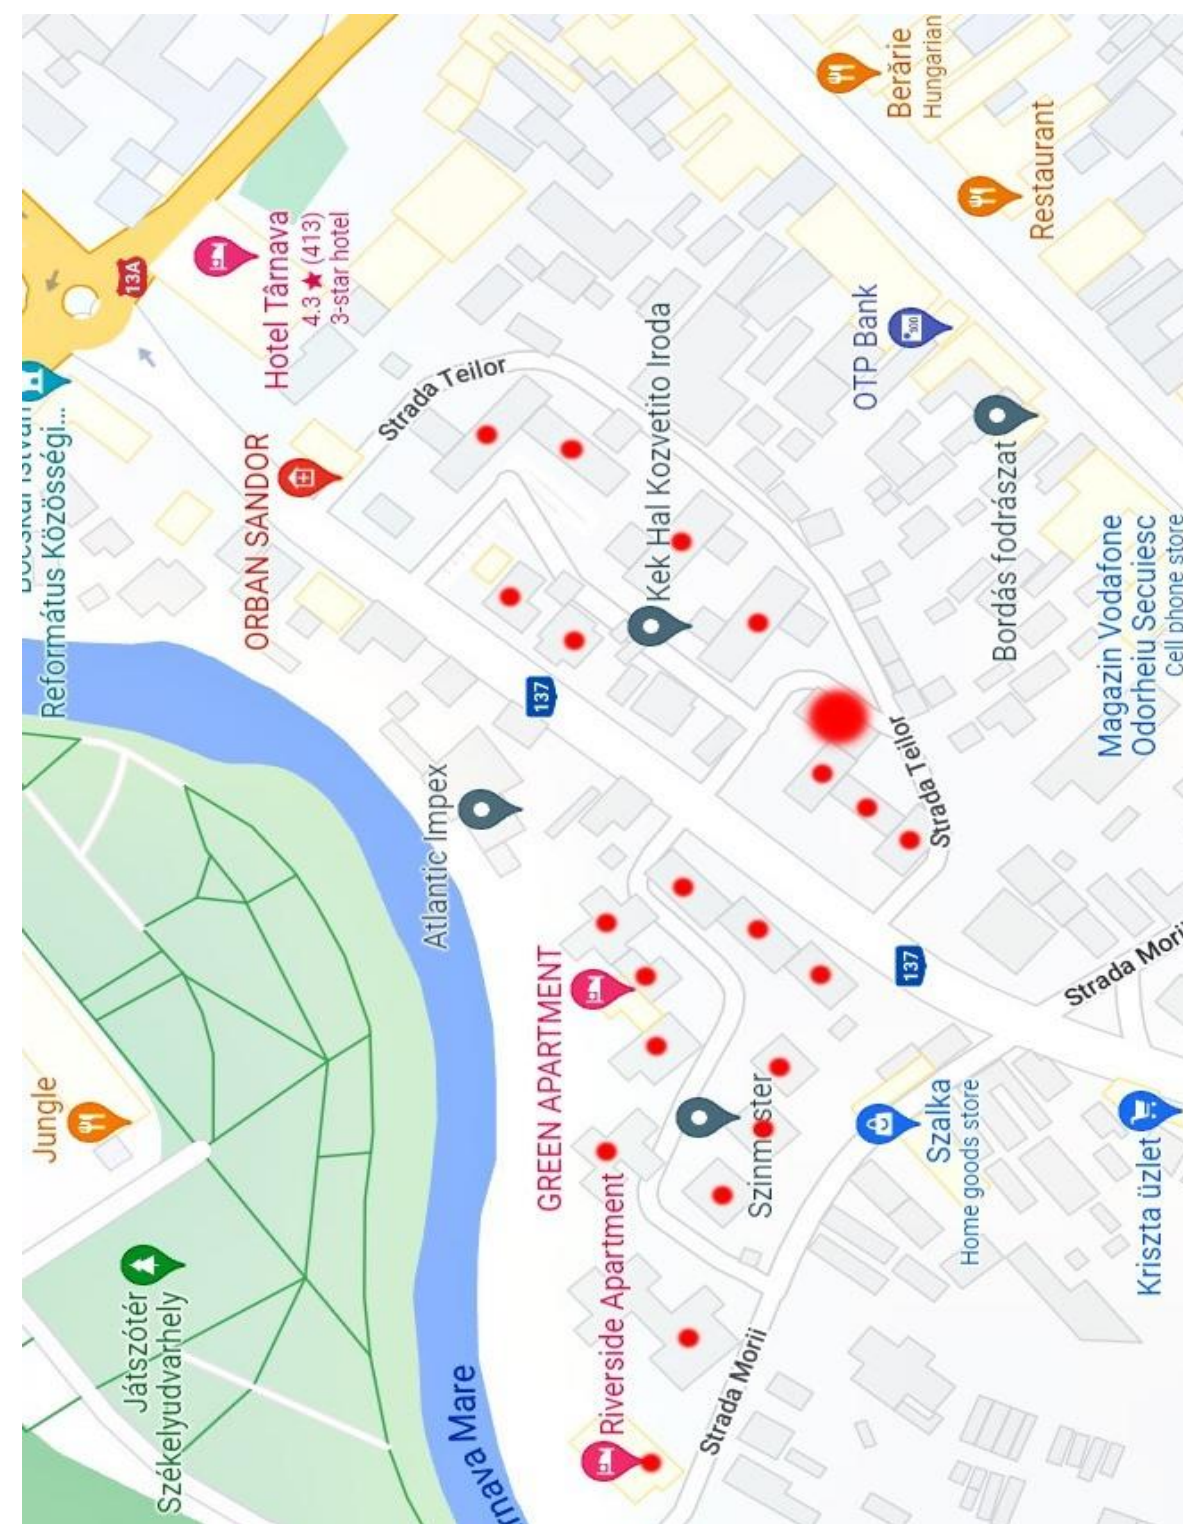 Berărie
Hungarian
Restaurant
13A
Hotel Târnava
4.3 ★ (413)
3-star hotel
Református Közösségi...
ORBAN SANDOR
Strada Teilor
Kek Hal Kozvetito Iroda
OTP Bank
Bordás fodrászat
Magazin Vodafone
Odorheiu Secuiesc
Cell phone store
137
Atlantic Impex
Strada Teilor
GREEN APARTMENT
137
Strada Morii
Jungle
Szinmester
Szalka
Home goods store
Kriszta üzlet
Játszótér
Székelyudvarhely
Riverside Apartment
Strada Morii
rnava Mare